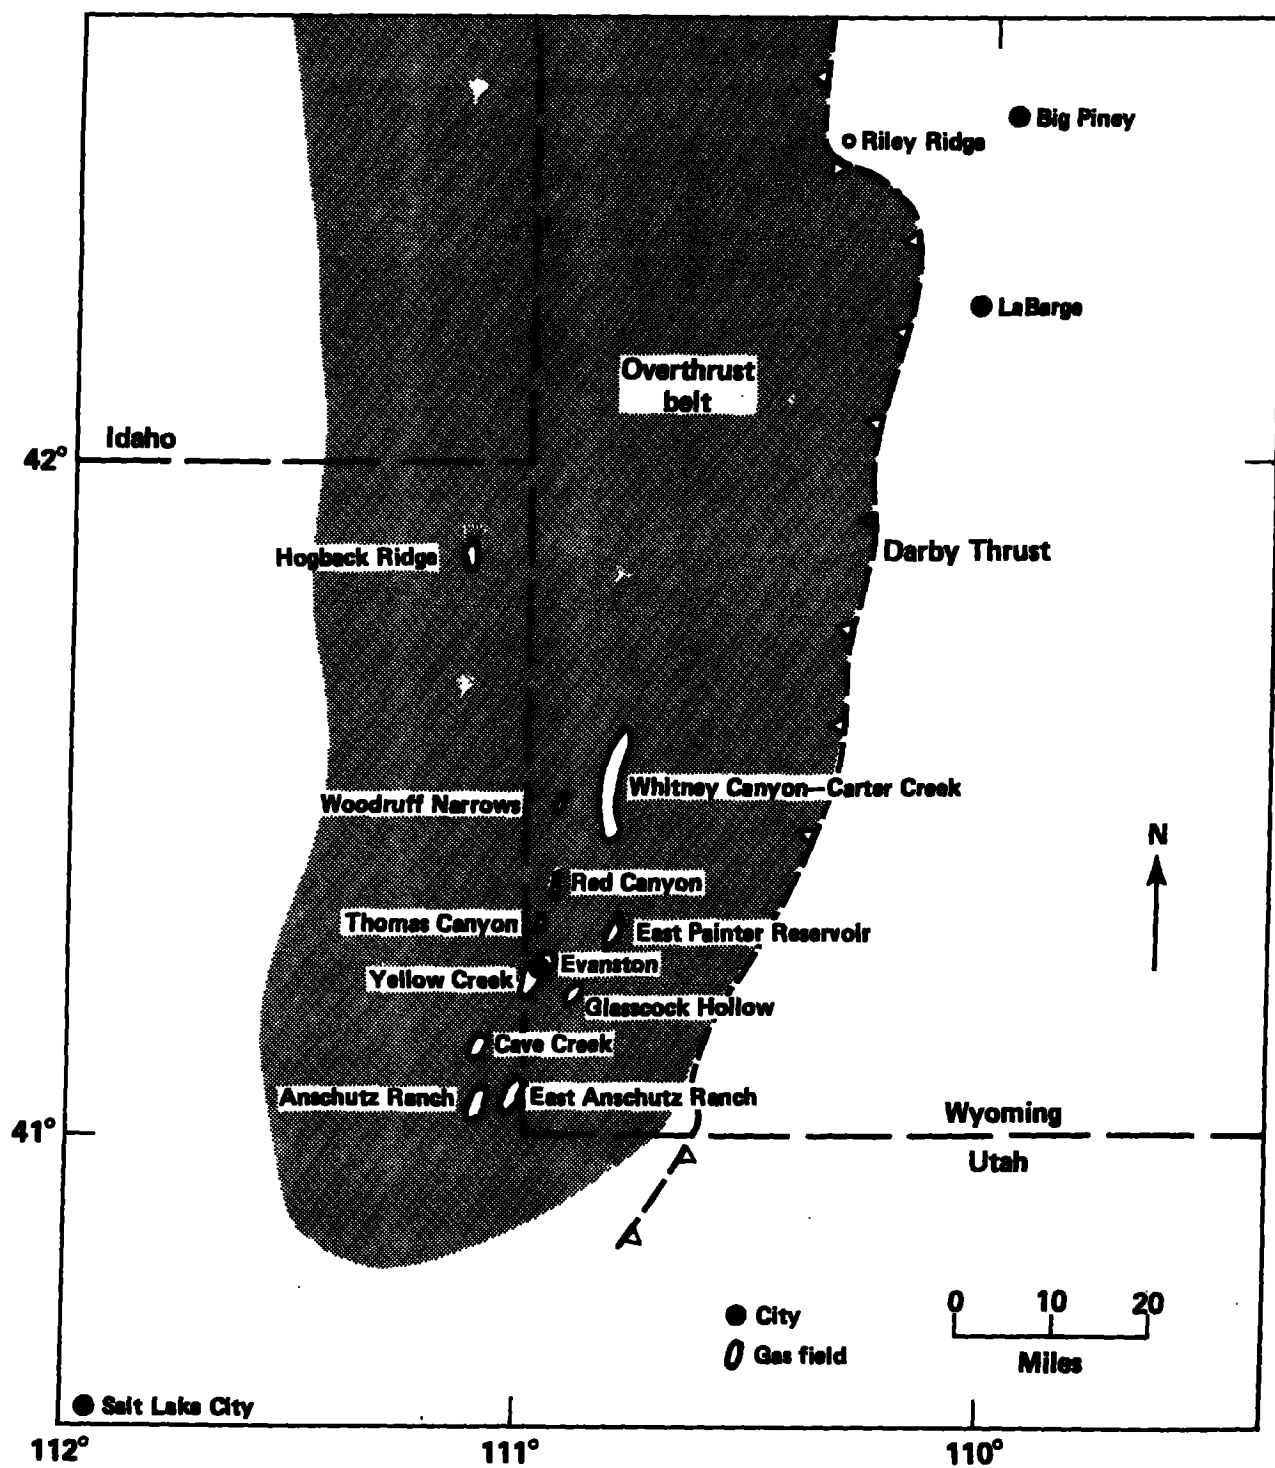 Big Piney
Riley Ridge
LaBarge
Overthrust
belt
Idaho
42°
Hogback Ridge
Darby Thrust
Whitney Canyon–Carter Creek
Woodruff Narrows
N
Red Canyon
Thomas Canyon
East Painter Reservoir
Evanston
Yellow Creek
Glasscock Hollow
Cave Creek
Anschutz Ranch
East Anschutz Ranch
Wyoming
41°
Utah
0 10 20
City
Gas field
Miles
Salt Lake City
112° 111° 110°